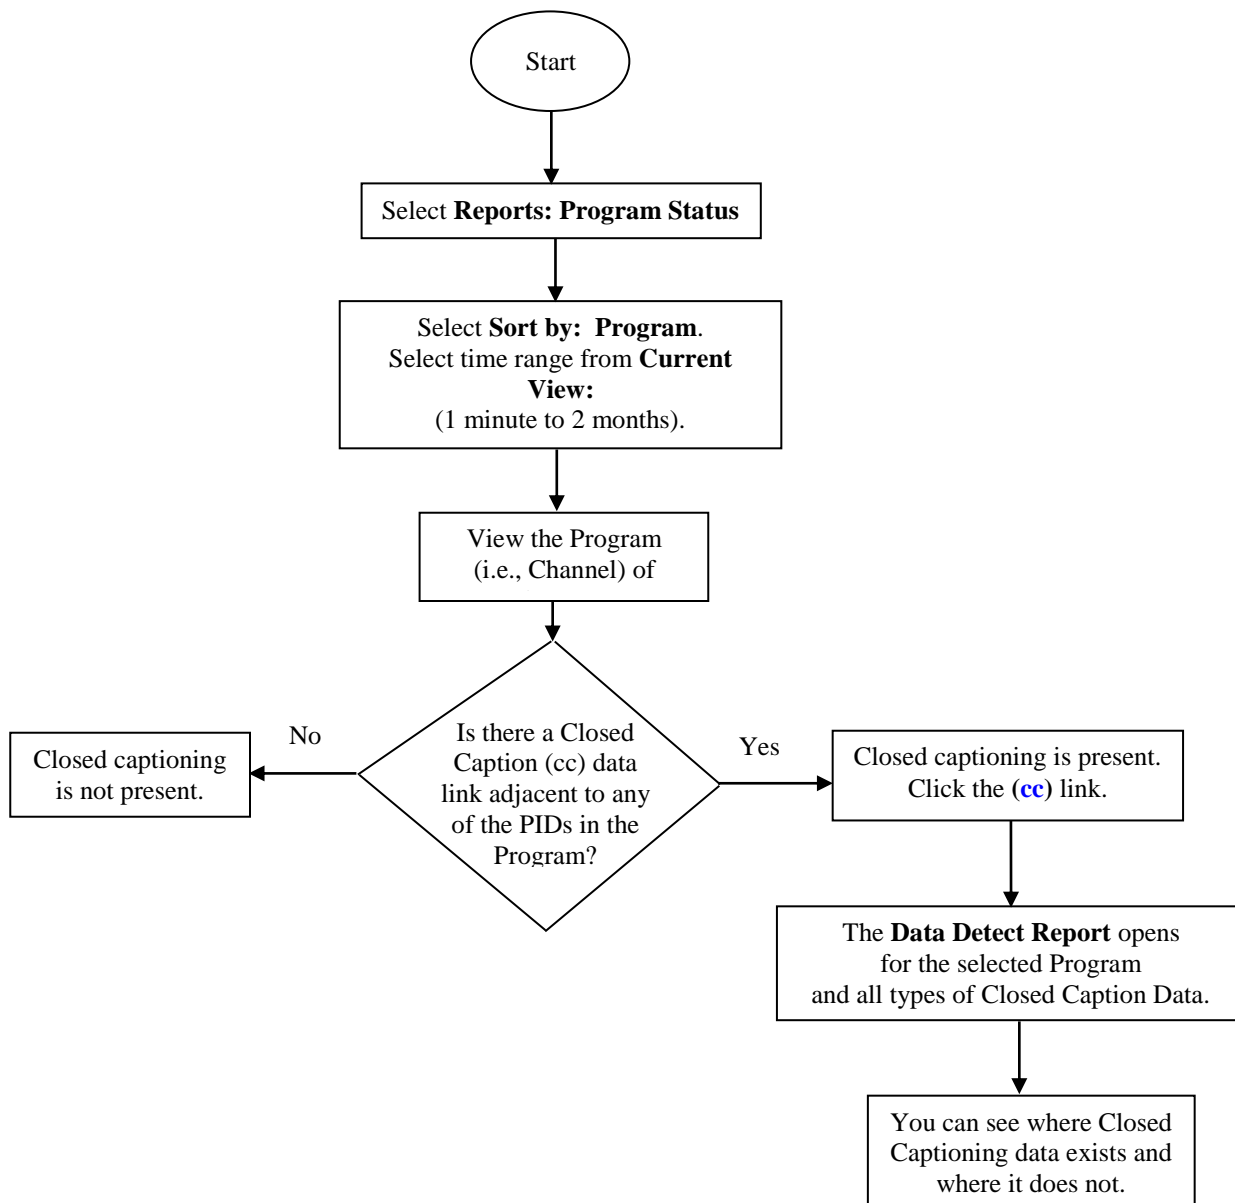 Start
Select Reports: Program Status
Select Sort by:  Program.
Select time range from Current
View:
(1 minute to 2 months).
View the Program
(i.e., Channel) of
Is there a Closed
Caption (cc) data
link adjacent to any
of the PIDs in the
Program?
No
Closed captioning
is not present.
Yes
Closed captioning is present.
Click the (cc) link.
The Data Detect Report opens
for the selected Program
and all types of Closed Caption Data.
You can see where Closed
Captioning data exists and
where it does not.